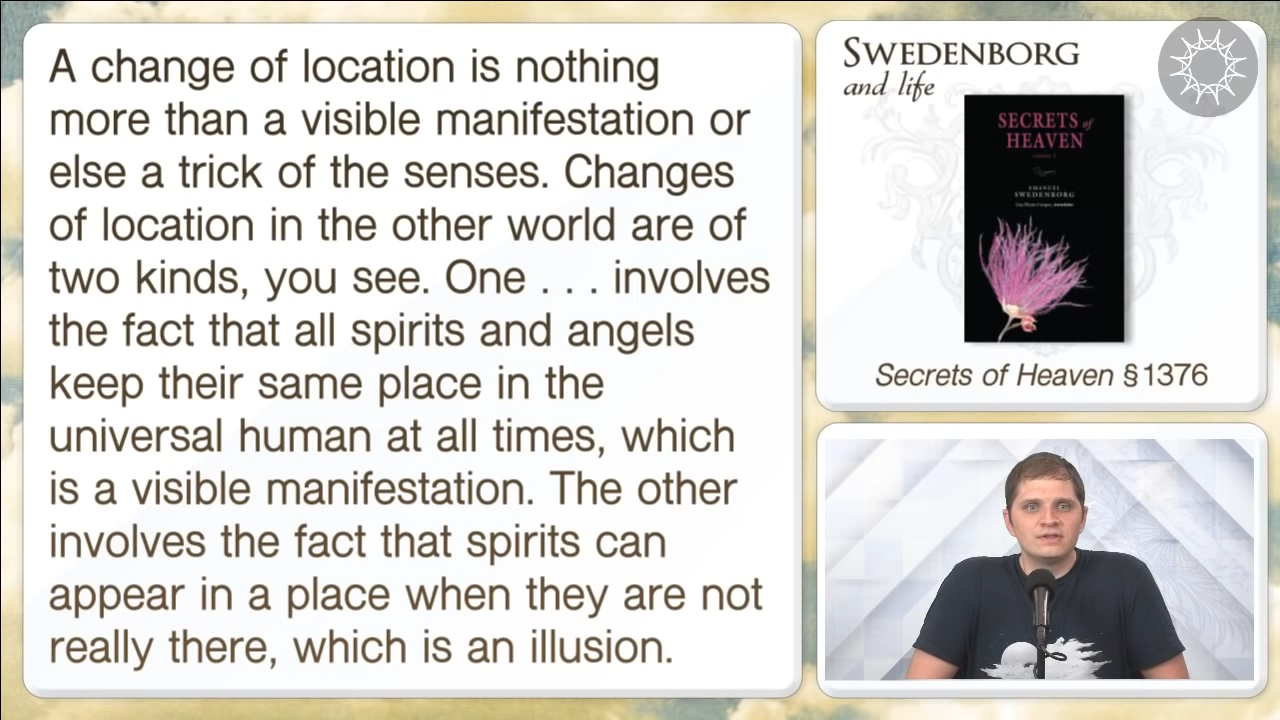 A change of location is nothing
more than a visible manifestation or
else a trick of the senses. Changes
of location in the other world are of
two kinds, you see. One . . . involves
the fact that all spirits and angels
keep their same place in the
universal human at all times, which
is a visible manifestation. The other
involves the fact that spirits can
appear in a place when they are not
really there, which is an illusion.
SWEDENBORG
and life
SECRETS of
HEAVEN
volume 1
EMANUEL
SWEDENBORG
Secrets of Heaven §1376